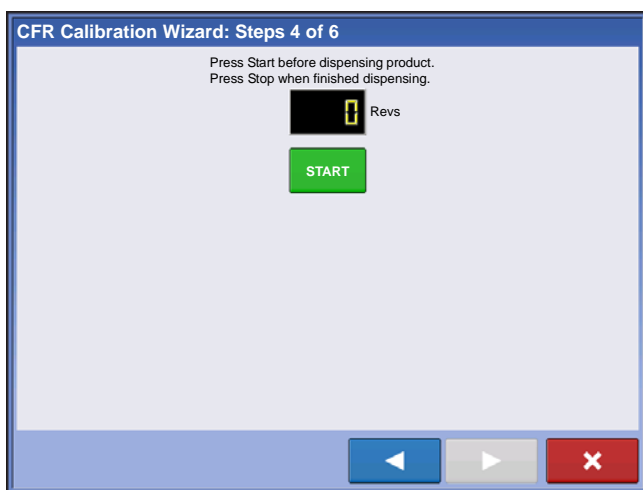 CFR Calibration Wizard: Steps 4 of 6
Press Start before dispensing product.
Press Stop when finished dispensing.
0 Revs
START